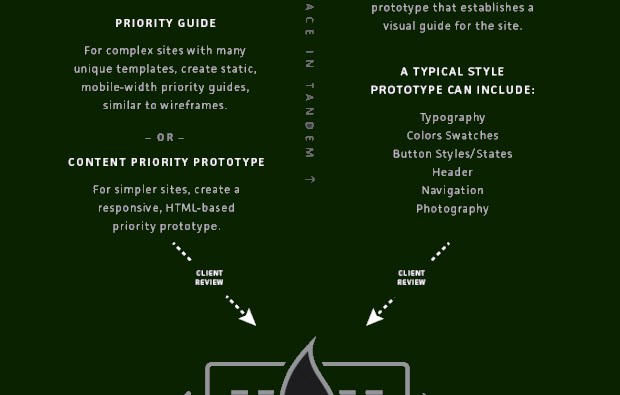 PRIORITY GUIDE
For complex sites with many
unique templates, create static,
mobile-width priority guides,
similar to wireframes.
– OR –
CONTENT PRIORITY PROTOTYPE
For simpler sites, create a
responsive, HTML-based
priority prototype.
ACE IN TANDEM →
prototype that establishes a
visual guide for the site.
A TYPICAL STYLE
PROTOTYPE CAN INCLUDE:
Typography
Colors Swatches
Button Styles/States
Header
Navigation
Photography
CLIENT
REVIEW
CLIENT
REVIEW